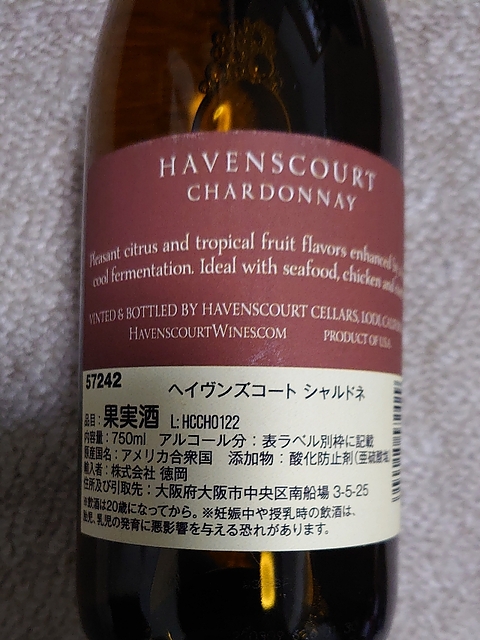 HAVENSCOURT
CHARDONNAY
Pleasant citrus and tropical fruit flavors enhanced
cool fermentation. Ideal with seafood, chicken and
VINTED & BOTTLED BY HAVENSCOURT CELLARS, LODI,
HAVENSCOURTWINES.COM PRODUCT OF USA
57242
ヘイヴンズコート シャルドネ
品目：果実酒 L:HCCH0122
内容量：750ml アルコール分：表ラベル別枠に記載
原産国名：アメリカ合衆国 添加物：酸化防止剤(亜硫酸塩)
輸入者：株式会社 徳岡
住所及び引取先：大阪府大阪市中央区南船場 3-5-25
※飲酒は20歳になってから。※妊娠中や授乳時の飲酒は、
胎児、乳児の発育に悪影響を与える恐れがあります。